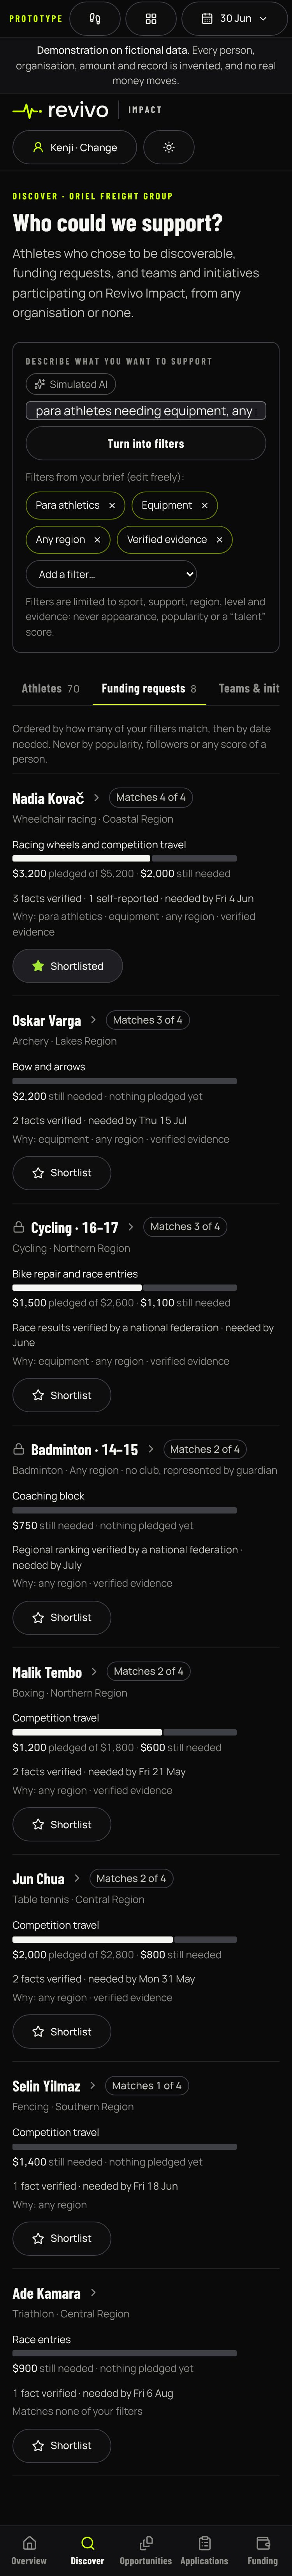 PROTOTYPE
30 Jun
Demonstration on fictional data. Every person,
organisation, amount and record is invented, and no real
money moves.
revivo IMPACT
Kenji · Change
DISCOVER · ORIEL FREIGHT GROUP
Who could we support?
Athletes who chose to be discoverable,
funding requests, and teams and initiatives
participating on Revivo Impact, from any
organisation or none.
DESCRIBE WHAT YOU WANT TO SUPPORT
Simulated AI
para athletes needing equipment, any
Turn into filters
Filters from your brief (edit freely):
Para athletics × Equipment ×
Any region × Verified evidence ×
Add a filter...
Filters are limited to sport, support, region, level and
evidence: never appearance, popularity or a “talent”
score.
Athletes 70 Funding requests 8 Teams & init
Ordered by how many of your filters match, then by date
needed. Never by popularity, followers or any score of a
person.
Nadia Kovač Matches 4 of 4
Wheelchair racing · Coastal Region
Racing wheels and competition travel
$3,200 pledged of $5,200 · $2,000 still needed
3 facts verified · 1 self-reported · needed by Fri 4 Jun
Why: para athletics · equipment · any region · verified
evidence
Shortlisted
Oskar Varga Matches 3 of 4
Archery · Lakes Region
Bow and arrows
$2,200 still needed · nothing pledged yet
2 facts verified · needed by Thu 15 Jul
Why: equipment · any region · verified evidence
Shortlist
Cycling · 16–17 Matches 3 of 4
Cycling · Northern Region
Bike repair and race entries
$1,500 pledged of $2,600 · $1,100 still needed
Race results verified by a national federation · needed by
June
Why: equipment · any region · verified evidence
Shortlist
Badminton · 14–15 Matches 2 of 4
Badminton · Any region · no club, represented by guardian
Coaching block
$750 still needed · nothing pledged yet
Regional ranking verified by a national federation ·
needed by July
Why: any region · verified evidence
Shortlist
Malik Tembo Matches 2 of 4
Boxing · Northern Region
Competition travel
$1,200 pledged of $1,800 · $600 still needed
2 facts verified · needed by Fri 21 May
Why: any region · verified evidence
Shortlist
Jun Chua Matches 2 of 4
Table tennis · Central Region
Competition travel
$2,000 pledged of $2,800 · $800 still needed
2 facts verified · needed by Mon 31 May
Why: any region · verified evidence
Shortlist
Selin Yilmaz Matches 1 of 4
Fencing · Southern Region
Competition travel
$1,400 still needed · nothing pledged yet
1 fact verified · needed by Fri 18 Jun
Why: any region
Shortlist
Ade Kamara
Triathlon · Central Region
Race entries
$900 still needed · nothing pledged yet
1 fact verified · needed by Fri 6 Aug
Matches none of your filters
Shortlist
Overview Discover Opportunities Applications Funding